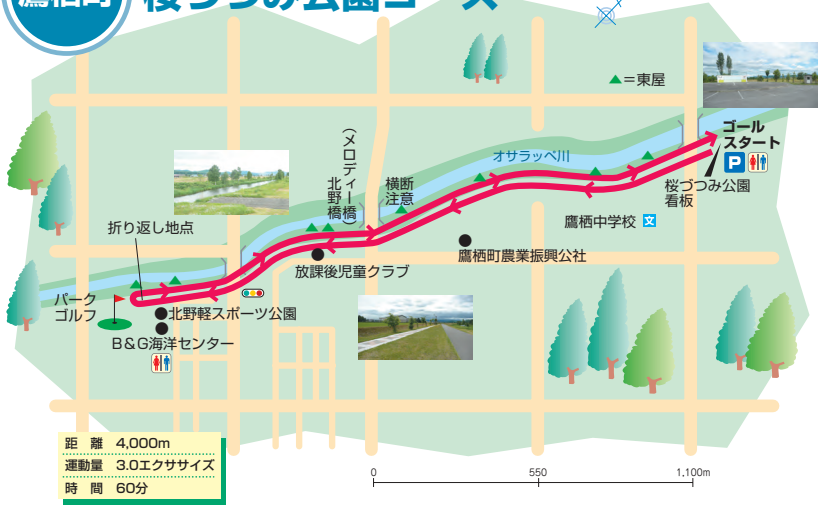 鷹栖町
桜づつみ公園コース
▲=東屋
ゴール
スタート
P
桜づつみ公園
看板
オサラッペ川
鷹栖中学校 文
横断
注意
北野橋
(メロディー橋)
鷹栖町農業振興公社
放課後児童クラブ
折り返し地点
パーク
ゴルフ
北野軽スポーツ公園
B&G海洋センター
距 離 4,000m
運動量 3.0エクササイズ
時 間 60分
0 550 1,100m